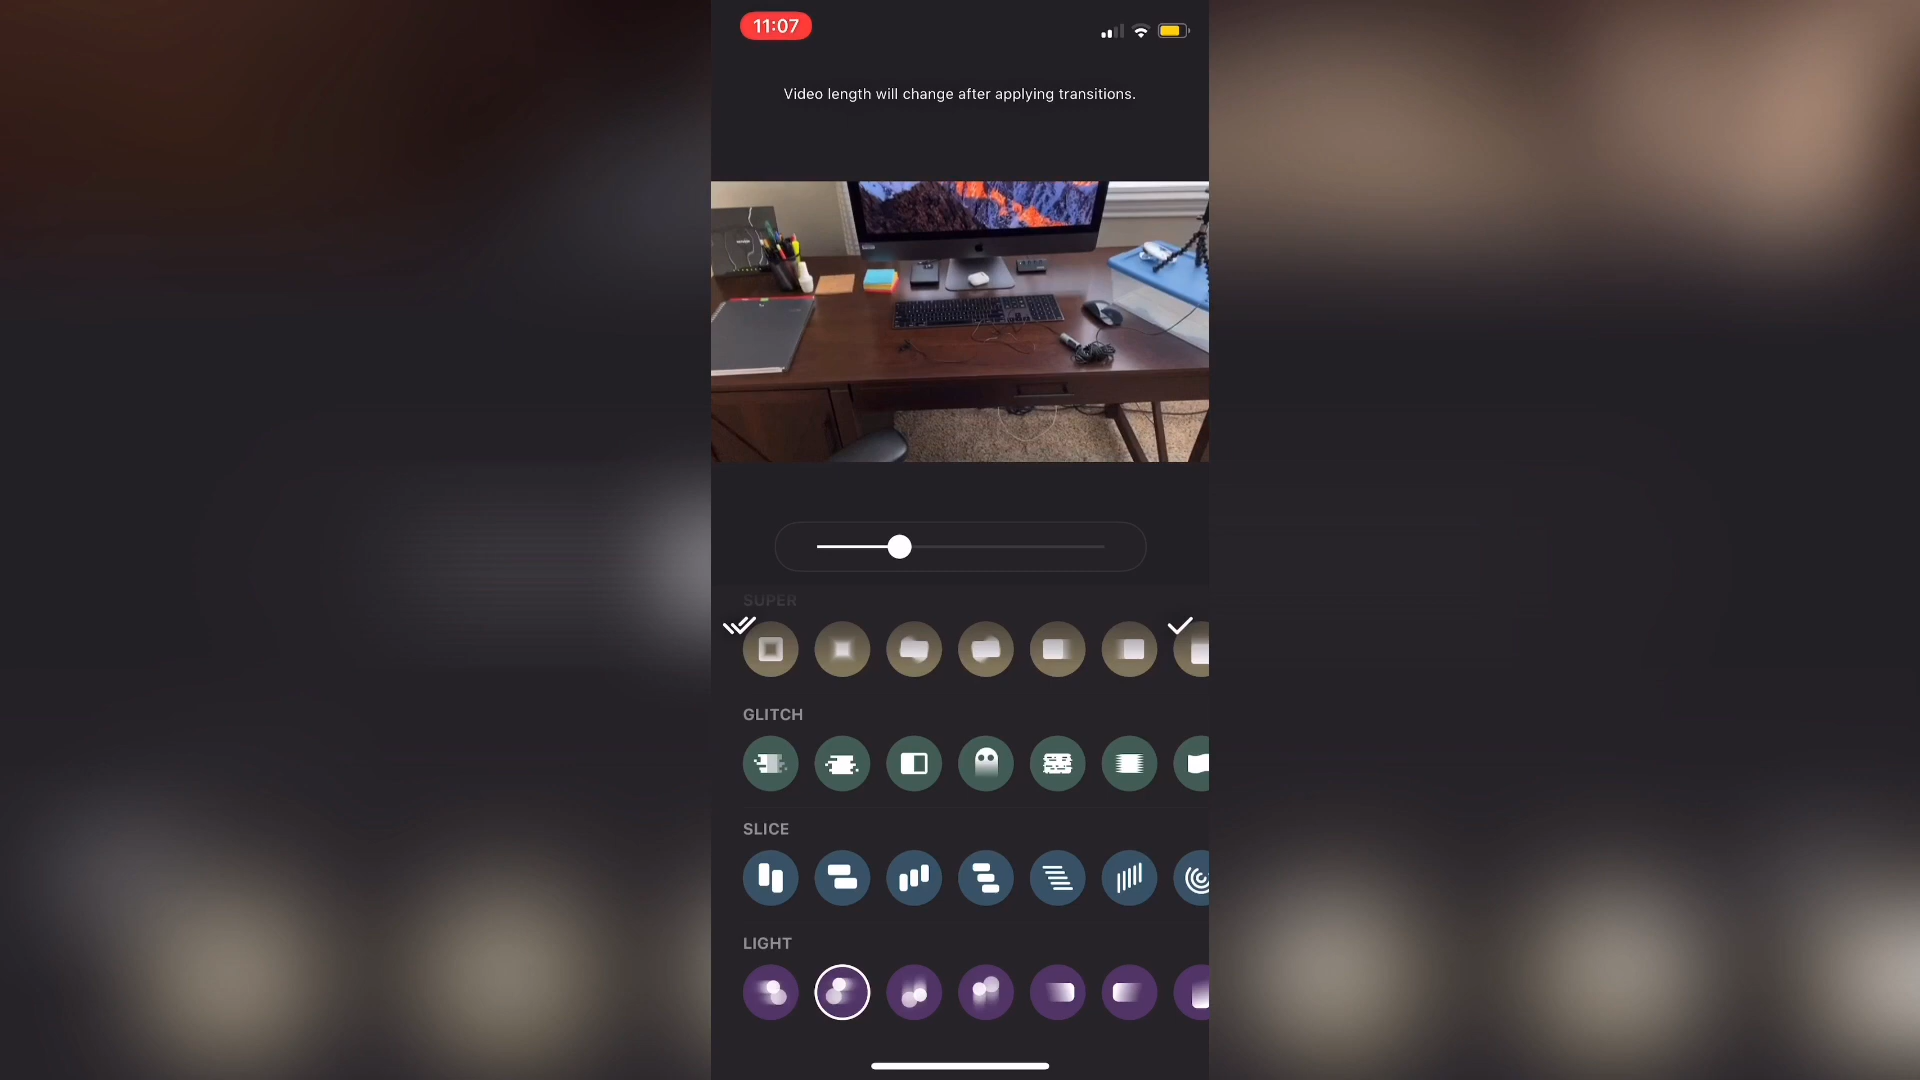 11:07
Video length will change after applying transitions.
SUPER
GLITCH
SLICE
LIGHT